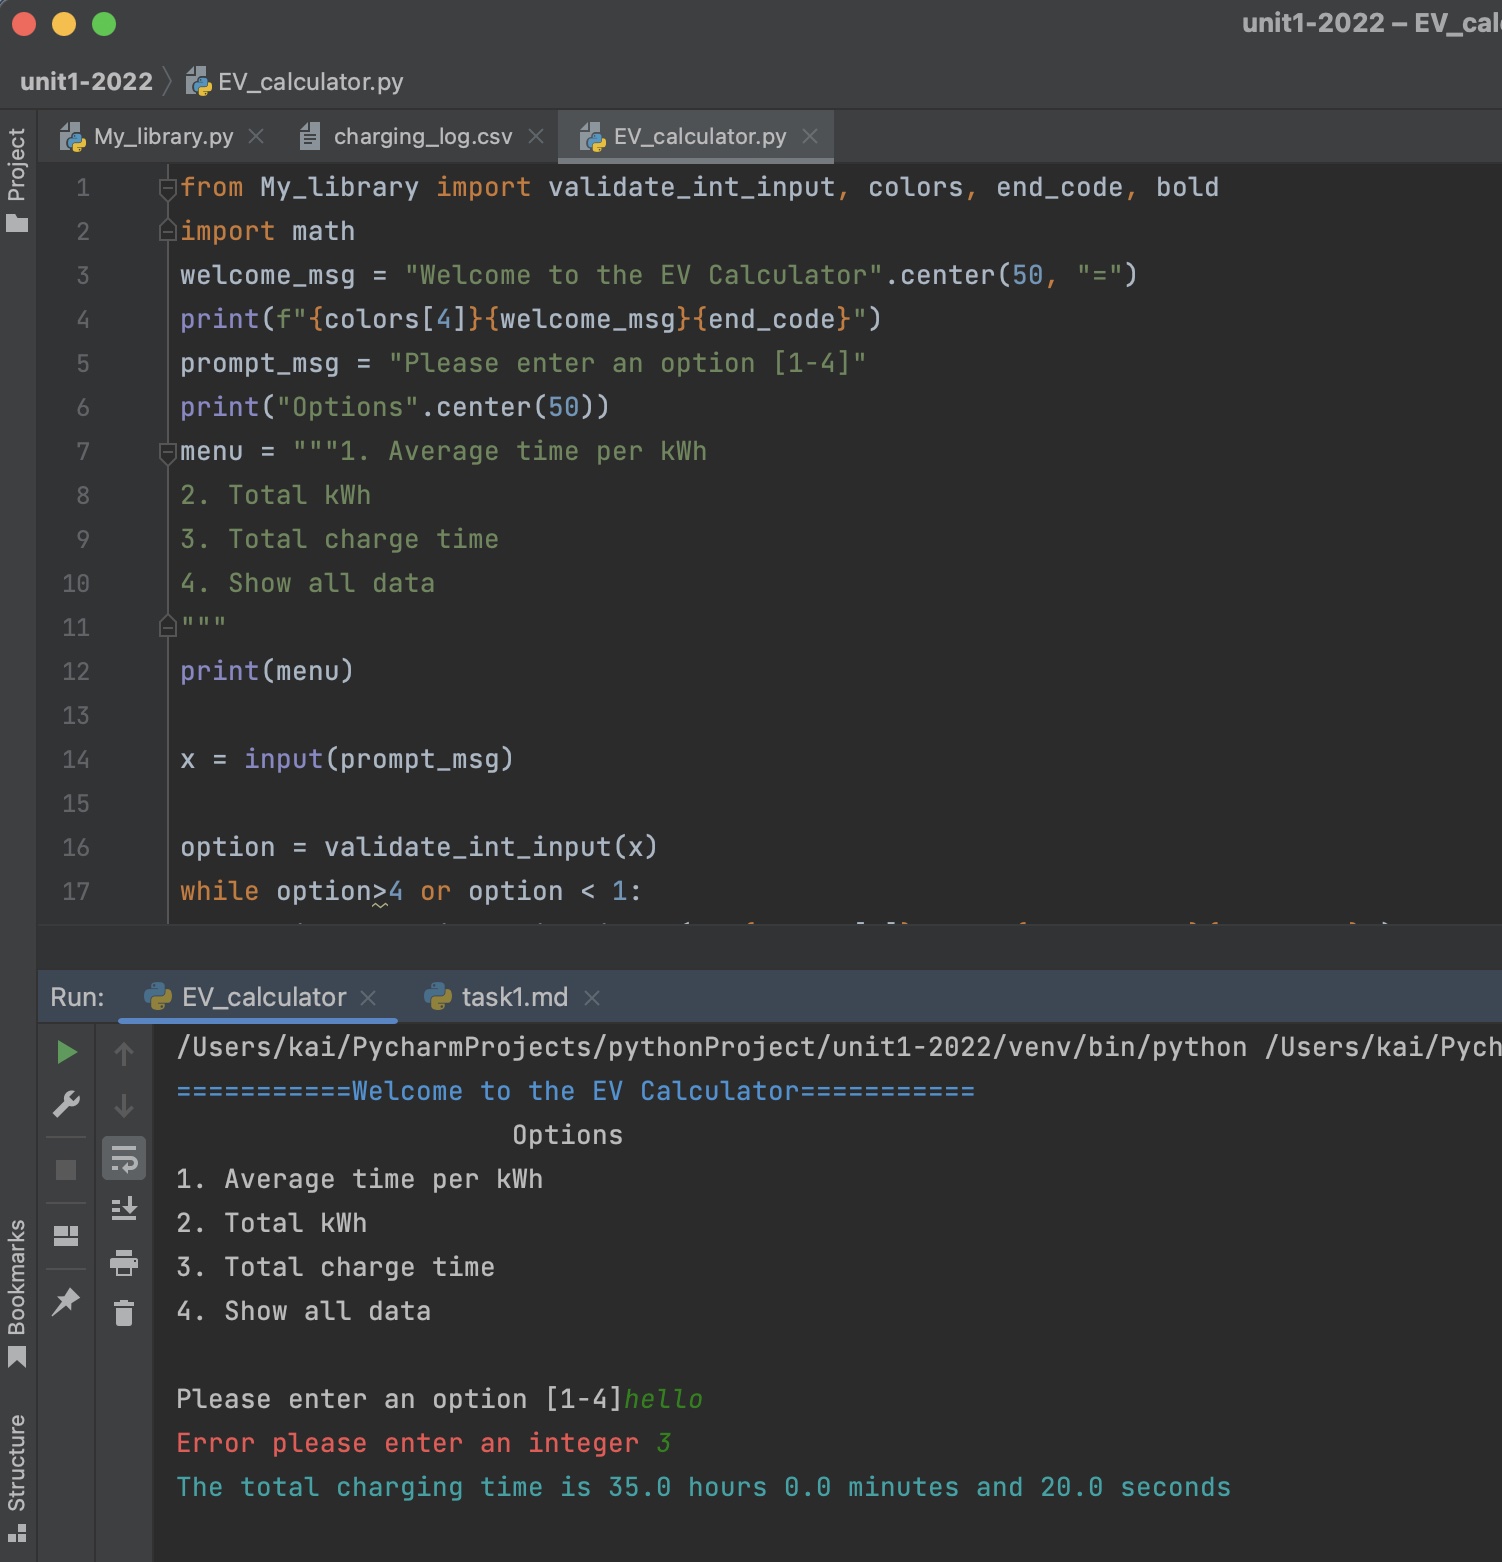 unit1-2022 – EV_cal
unit1-2022 EV_calculator.py
Project
My_library.py charging_log.csv EV_calculator.py
1 from My_library import validate_int_input, colors, end_code, bold
2 import math
3 welcome_msg = "Welcome to the EV Calculator".center(50, "=")
4 print(f"{colors[4]}{welcome_msg}{end_code}")
5 prompt_msg = "Please enter an option [1-4]"
6 print("Options".center(50))
7 menu = """1. Average time per kWh
8 2. Total kWh
9 3. Total charge time
10 4. Show all data
11 """
12 print(menu)
13
14 x = input(prompt_msg)
15
16 option = validate_int_input(x)
17 while option>4 or option < 1:
Run: EV_calculator task1.md
/Users/kai/PycharmProjects/pythonProject/unit1-2022/venv/bin/python /Users/kai/Pych
===========Welcome to the EV Calculator===========
Options
1. Average time per kWh
2. Total kWh
3. Total charge time
4. Show all data
Please enter an option [1-4]hello
Error please enter an integer 3
The total charging time is 35.0 hours 0.0 minutes and 20.0 seconds
Bookmarks
Structure